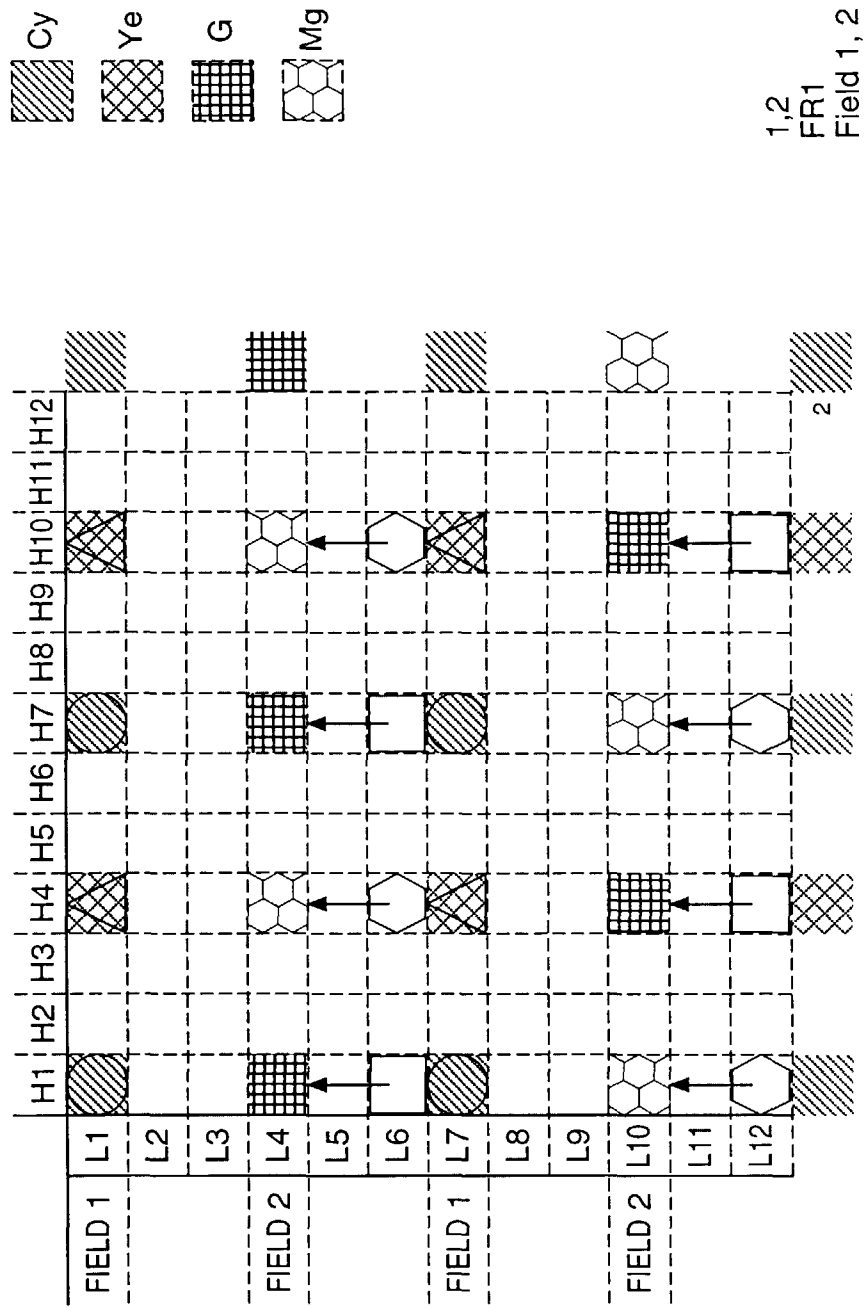 Cy
Ye
G
Mg
H1 H2 H3 H4 H5 H6 H7 H8 H9 H10 H11 H12
FIELD 1 L1
L2
L3
FIELD 2 L4
L5
L6
FIELD 1 L7
L8
L9
FIELD 2 L10
L11
L12
2
1,2
FR1
Field 1, 2